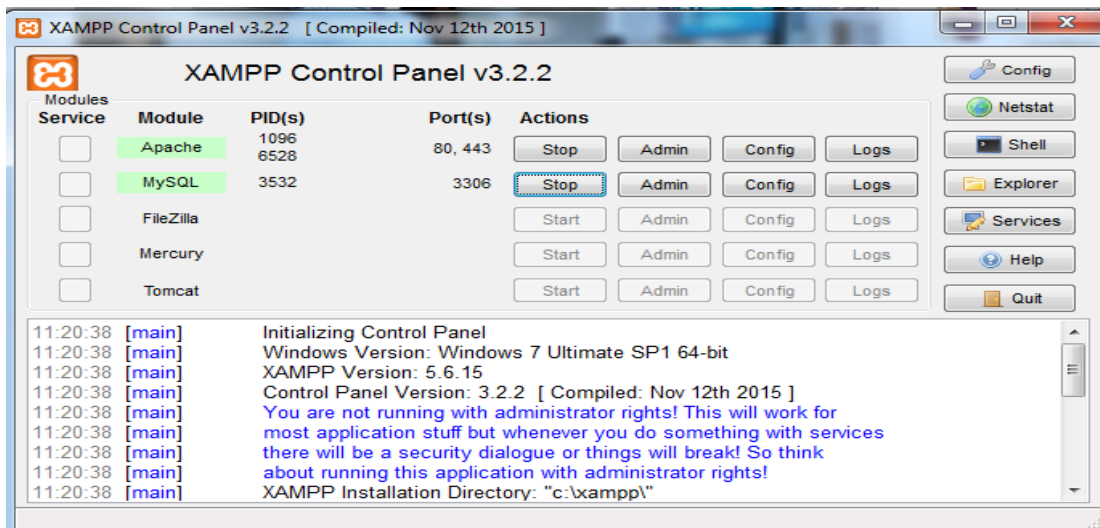 XAMPP Control Panel v3.2.2 [ Compiled: Nov 12th 2015 ]
XAMPP Control Panel v3.2.2
Config
Modules
Service Module PID(s) Port(s) Actions
Netstat
Apache 1096 6528 80, 443 Stop Admin Config Logs
Shell
MySQL 3532 3306 Stop Admin Config Logs
Explorer
FileZilla Start Admin Config Logs
Services
Mercury Start Admin Config Logs
Help
Tomcat Start Admin Config Logs
Quit
11:20:38 [main] Initializing Control Panel
11:20:38 [main] Windows Version: Windows 7 Ultimate SP1 64-bit
11:20:38 [main] XAMPP Version: 5.6.15
11:20:38 [main] Control Panel Version: 3.2.2 [ Compiled: Nov 12th 2015 ]
11:20:38 [main] You are not running with administrator rights! This will work for
11:20:38 [main] most application stuff but whenever you do something with services
11:20:38 [main] there will be a security dialogue or things will break! So think
11:20:38 [main] about running this application with administrator rights!
11:20:38 [main] XAMPP Installation Directory: "c:\xampp\"